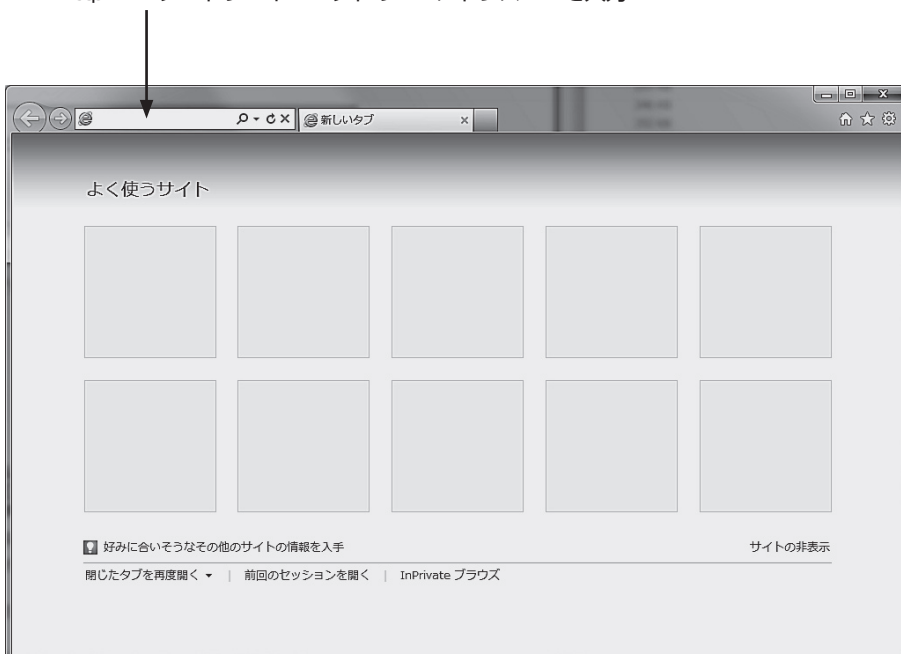 新しいタブ
よく使うサイト
好みに合いそうなその他のサイトの情報を入手 サイトの非表示
閉じたタブを再度開く ▼ | 前回のセッションを開く | InPrivate ブラウズ